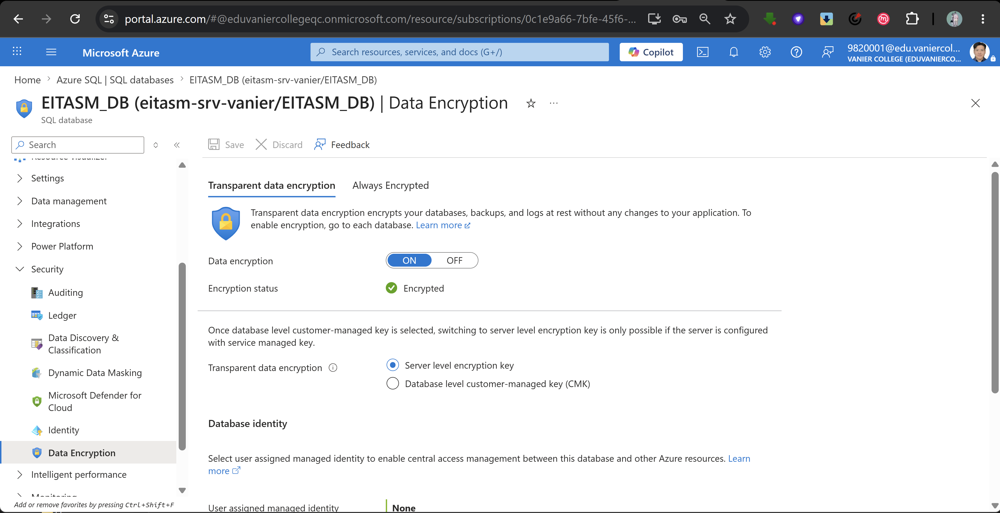 portal.azure.com/#@eduvaniercollegeqc.onmicrosoft.com/resource/subscriptions/0c1e9a66-7bfe-45f6-...
Microsoft Azure
Search resources, services, and docs (G+/)
Copilot
9820001@edu.vaniercol...
VANIER COLLEGE (EDUVANIERCO...
Home > Azure SQL | SQL databases > EITASM_DB (eitasm-srv-vanier/EITASM_DB)
EITASM_DB (eitasm-srv-vanier/EITASM_DB) | Data Encryption
SQL database
Search
Save
Discard
Feedback
Resource visualizer
Settings
Data management
Integrations
Power Platform
Security
Auditing
Ledger
Data Discovery &
Classification
Dynamic Data Masking
Microsoft Defender for
Cloud
Identity
Data Encryption
Intelligent performance
Monitoring
Add or remove favorites by pressing Ctrl+Shift+F
Transparent data encryption
Always Encrypted
Transparent data encryption encrypts your databases, backups, and logs at rest without any changes to your application. To
enable encryption, go to each database. Learn more
Data encryption
ON
OFF
Encryption status
Encrypted
Once database level customer-managed key is selected, switching to server level encryption key is only possible if the server is configured
with service managed key.
Transparent data encryption
Server level encryption key
Database level customer-managed key (CMK)
Database identity
Select user assigned managed identity to enable central access management between this database and other Azure resources. Learn
more
User assigned managed identity
None